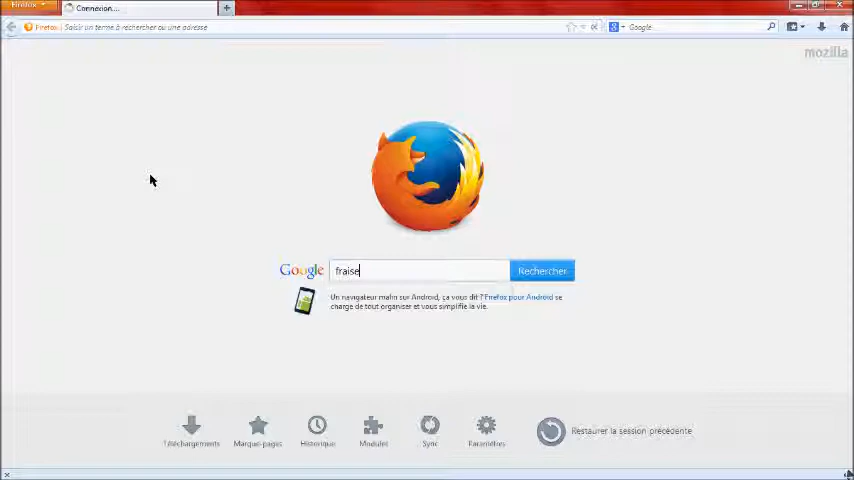 Firefox
Connexion...
Firefox
Saisir un terme à rechercher ou une adresse
Google
mozilla
Google
fraise
Rechercher
Un navigateur malin sur Android, ça vous dit ? Firefox pour Android se
charge de tout organiser et vous simplifie la vie.
Téléchargements
Marque-pages
Historique
Modules
Sync
Paramètres
Restaurer la session précédente